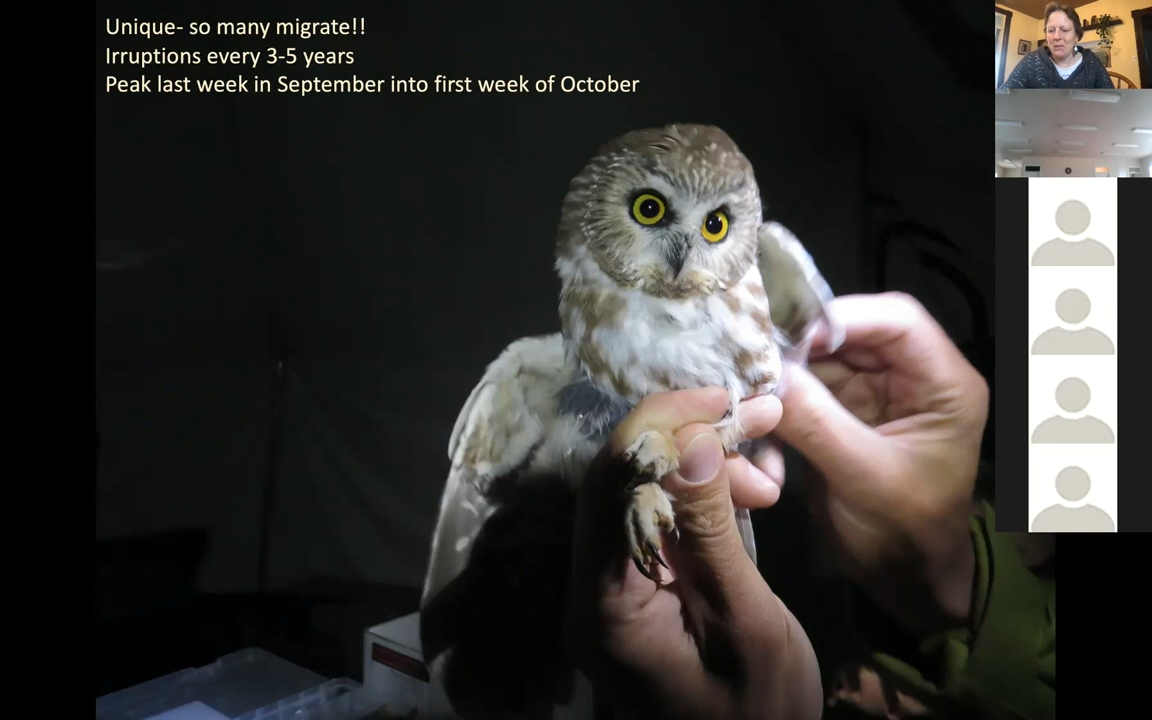 Unique- so many migrate!!
Irruptions every 3-5 years
Peak last week in September into first week of October